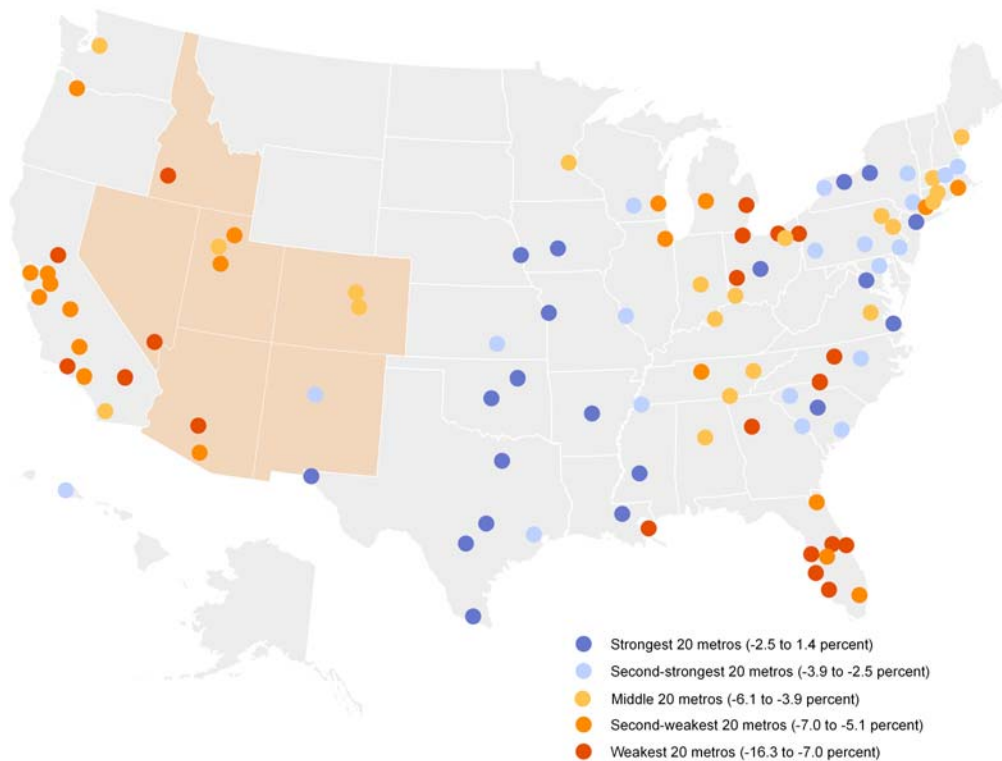 Strongest 20 metros (-2.5 to 1.4 percent)
Second-strongest 20 metros (-3.9 to -2.5 percent)
Middle 20 metros (-6.1 to -3.9 percent)
Second-weakest 20 metros (-7.0 to -5.1 percent)
Weakest 20 metros (-16.3 to -7.0 percent)